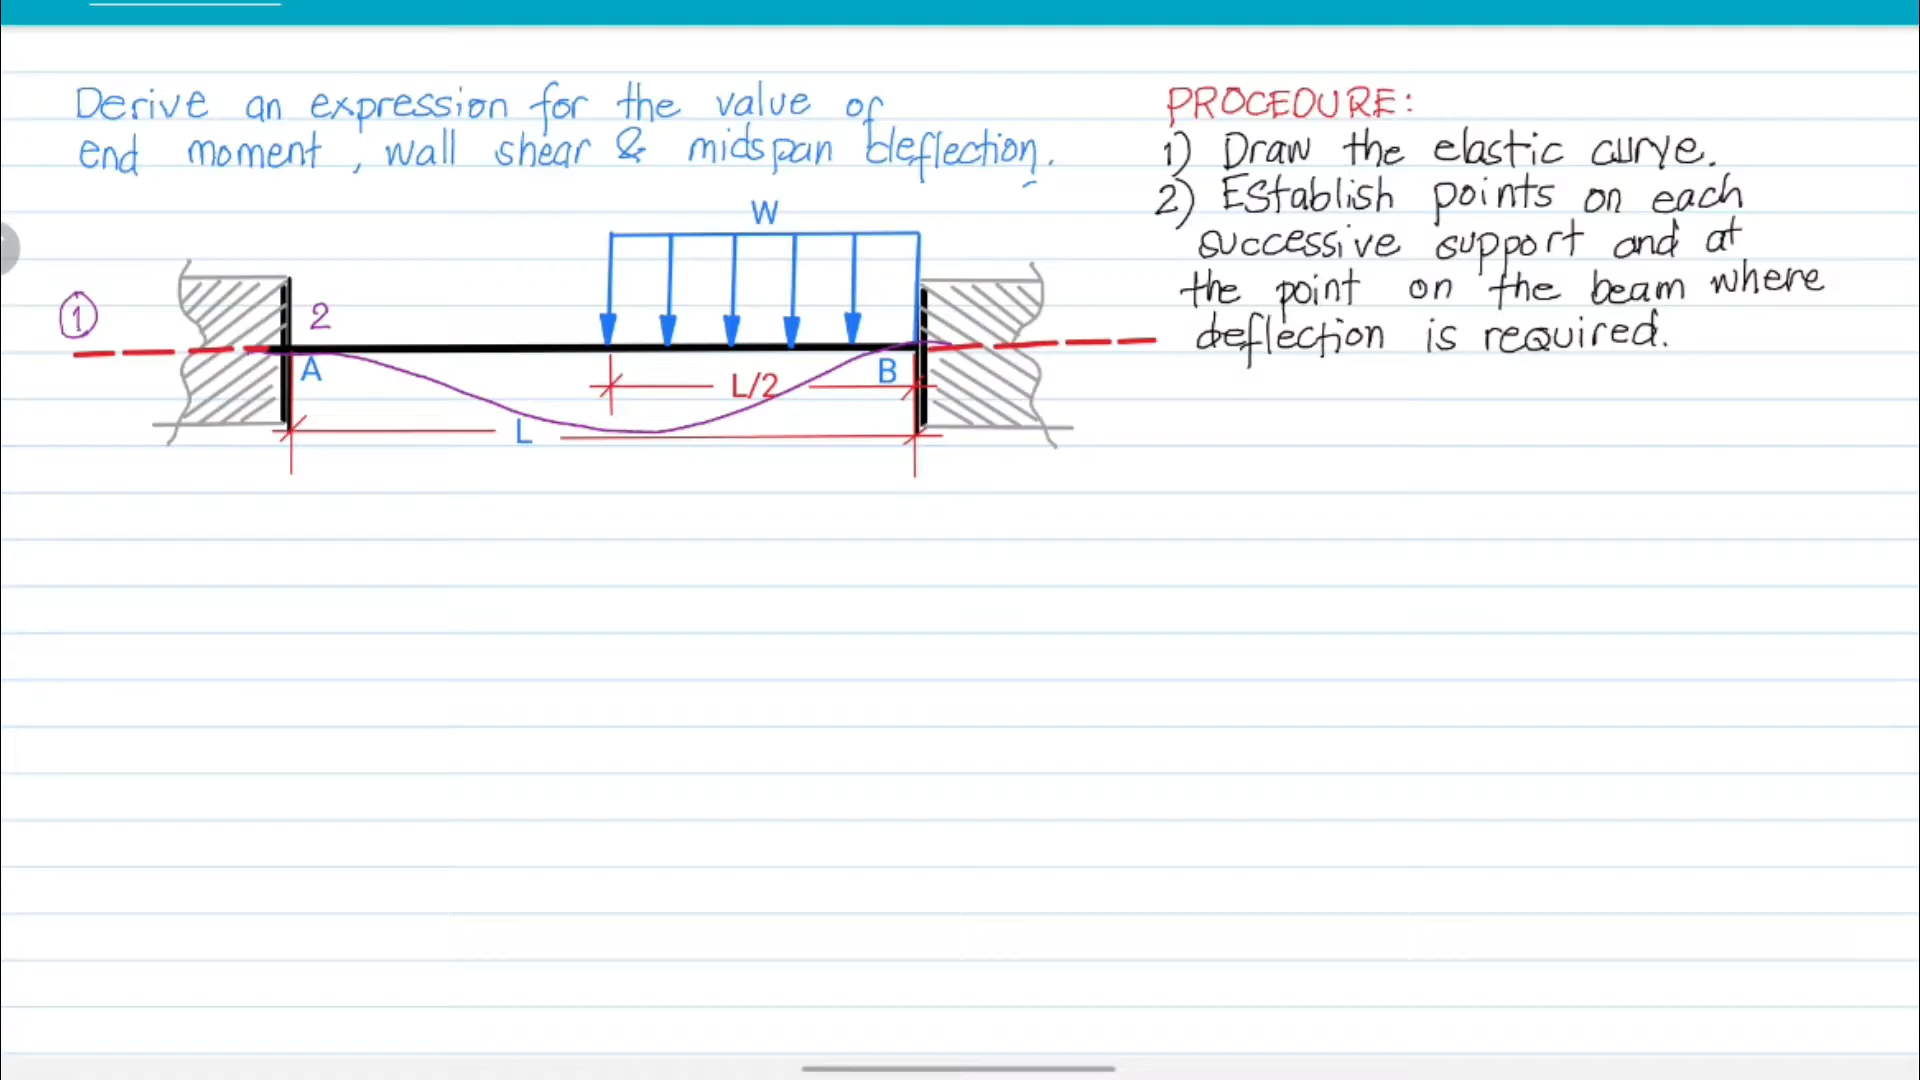 Derive an expression for the value of
end moment, wall shear & midspan deflection.
PROCEDURE:
1) Draw the elastic curve.
2) Establish points on each
successive support and at
the point on the beam where
deflection is required.
W
1
2
A
B
L/2
L